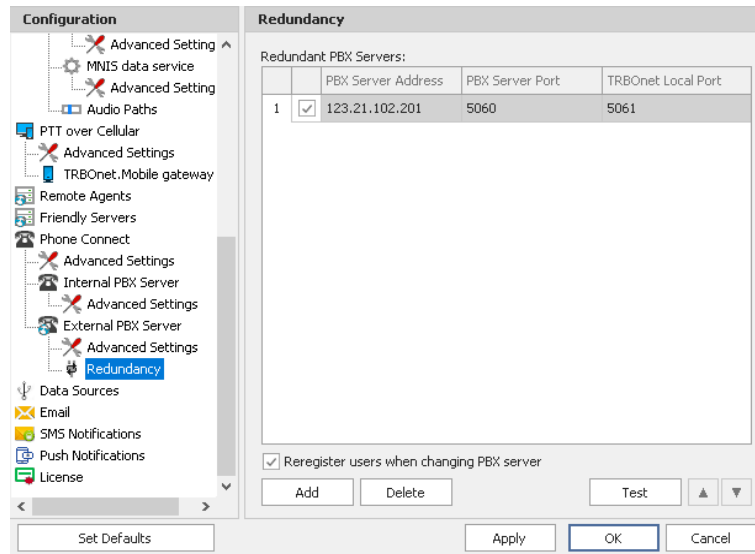 Configuration
Advanced Setting
MNIS data service
Advanced Setting
Audio Paths
PTT over Cellular
Advanced Settings
TRBOnet.Mobile gateway
Remote Agents
Friendly Servers
Phone Connect
Advanced Settings
Internal PBX Server
Advanced Settings
External PBX Server
Advanced Settings
Redundancy
Data Sources
Email
SMS Notifications
Push Notifications
License
Set Defaults
Redundancy
Redundant PBX Servers:
PBX Server Address PBX Server Port TRBOnet Local Port
1 123.21.102.201 5060 5061
Reregister users when changing PBX server
Add Delete Test
Apply OK Cancel